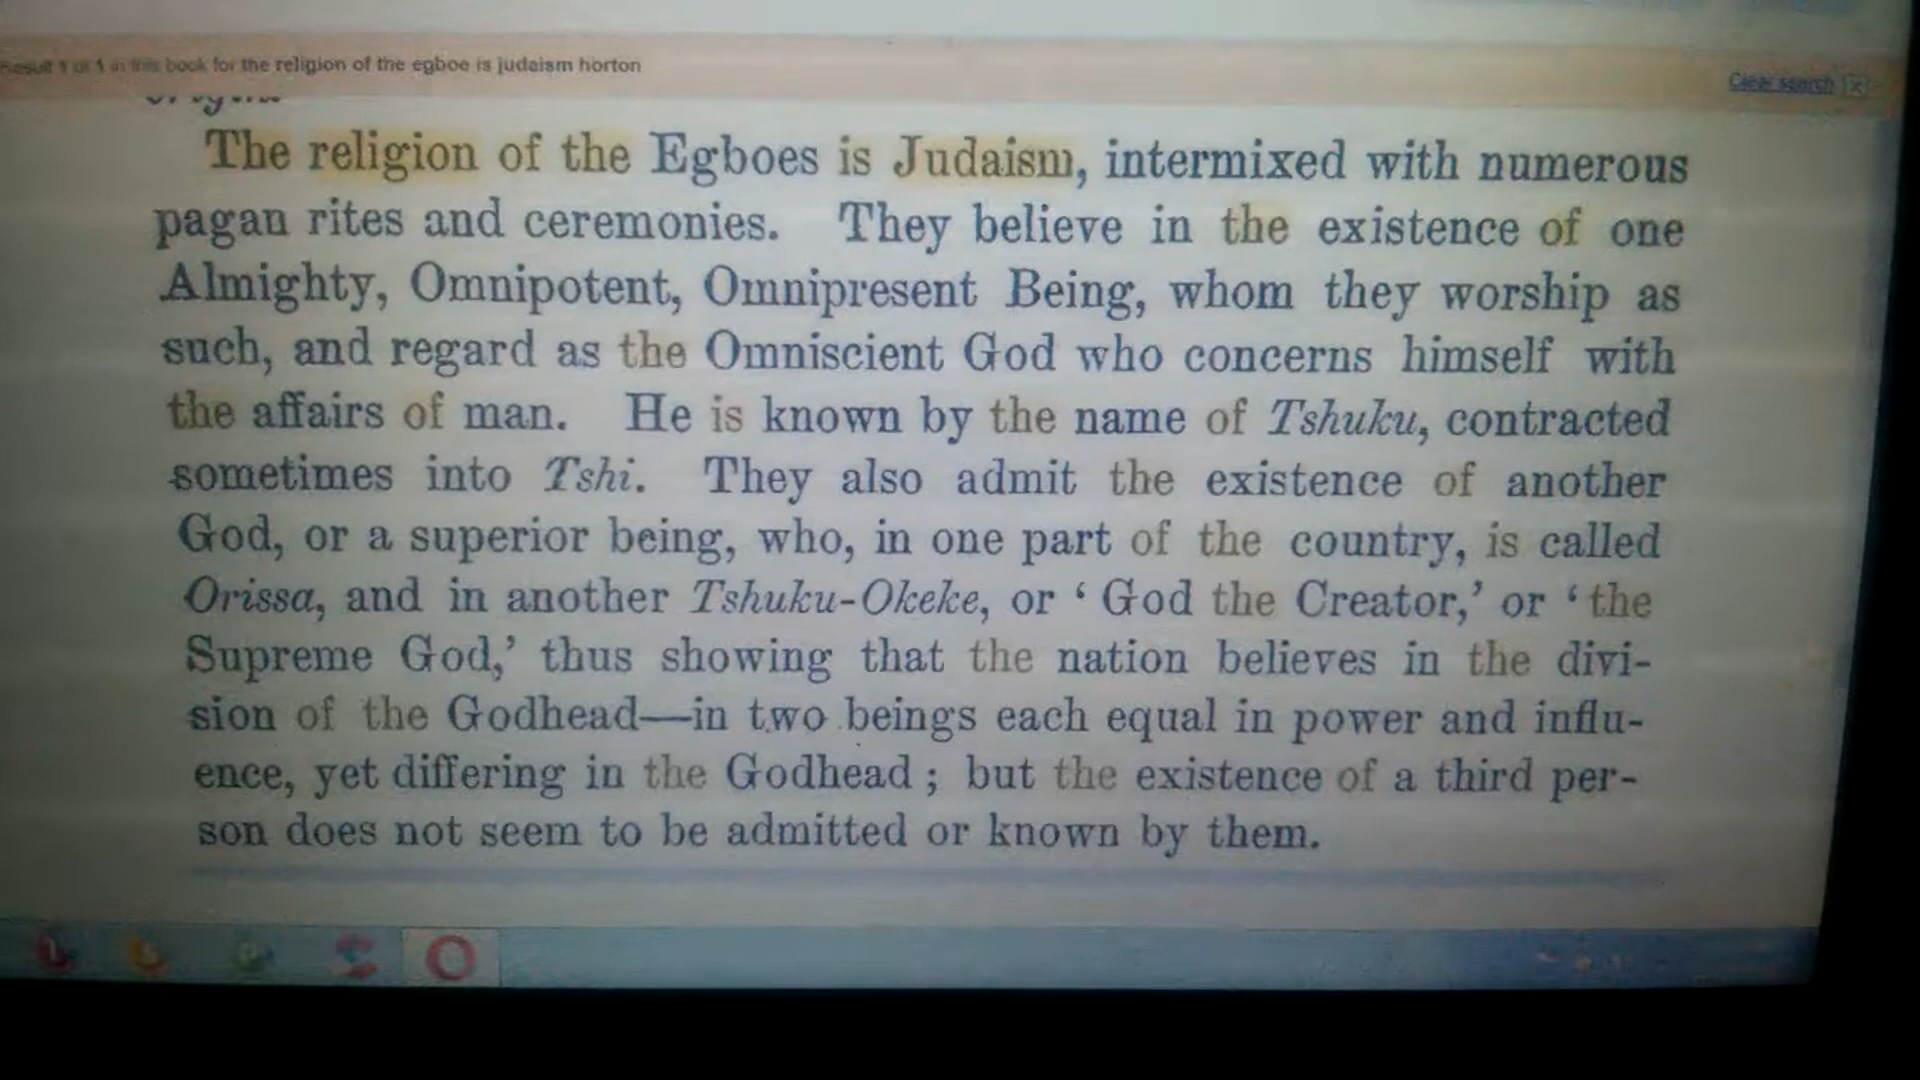 Result 1 of 1 in this book for the religion of the egboe is judaism horton
Clear search
The religion of the Egboes is Judaism, intermixed with numerous
pagan rites and ceremonies. They believe in the existence of one
Almighty, Omnipotent, Omnipresent Being, whom they worship as
such, and regard as the Omniscient God who concerns himself with
the affairs of man. He is known by the name of Tshuku, contracted
sometimes into Tshi. They also admit the existence of another
God, or a superior being, who, in one part of the country, is called
Orissa, and in another Tshuku-Okeke, or ‘ God the Creator,’ or ‘ the
Supreme God,’ thus showing that the nation believes in the divi-
sion of the Godhead—in two beings each equal in power and influ-
ence, yet differing in the Godhead ; but the existence of a third per-
son does not seem to be admitted or known by them.